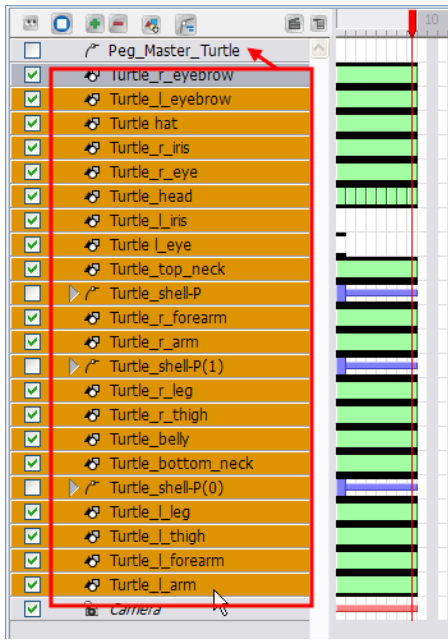 10
Peg_Master_Turtle
Turtle_r_eyebrow
Turtle_l_eyebrow
Turtle hat
Turtle_r_iris
Turtle_r_eye
Turtle_head
Turtle_l_iris
Turtle l_eye
Turtle_top_neck
Turtle_shell-P
Turtle_r_forearm
Turtle_r_arm
Turtle_shell-P(1)
Turtle_r_leg
Turtle_r_thigh
Turtle_belly
Turtle_bottom_neck
Turtle_shell-P(0)
Turtle_l_leg
Turtle_l_thigh
Turtle_l_forearm
Turtle_l_arm
Camera